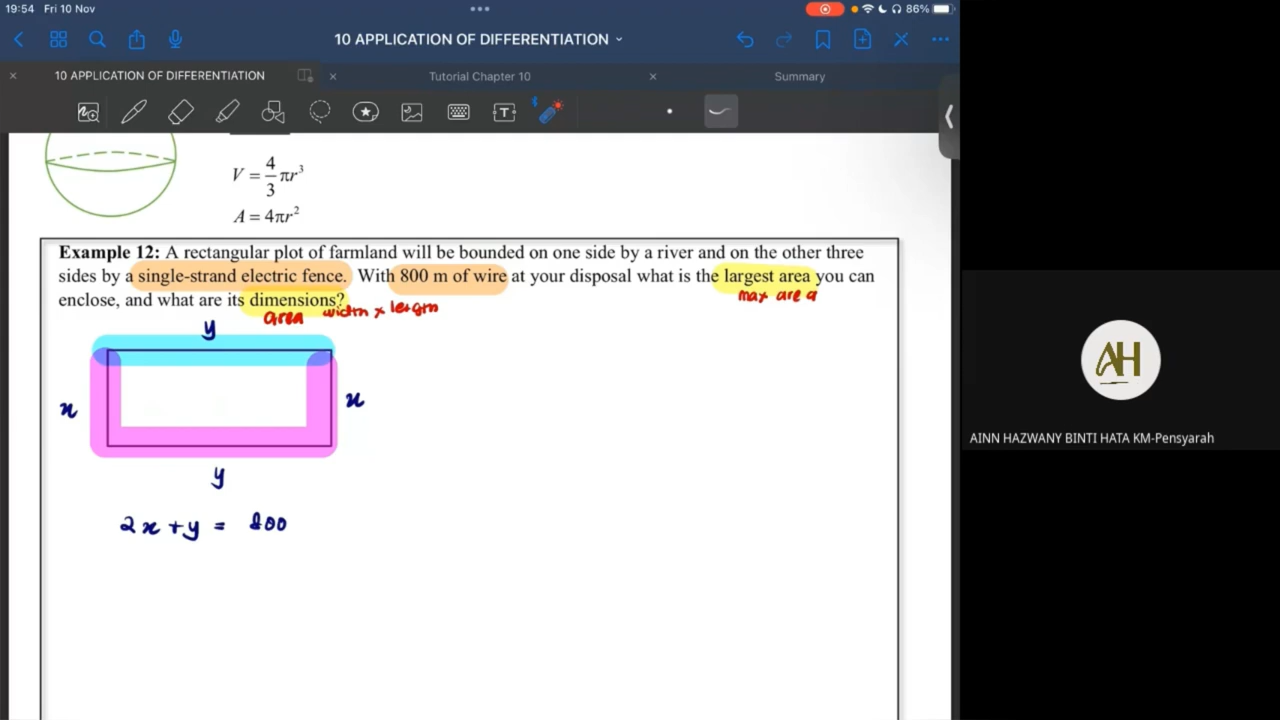 19:54 Fri 10 Nov
86%
10 APPLICATION OF DIFFERENTIATION
10 APPLICATION OF DIFFERENTIATION
Tutorial Chapter 10
Summary
V = 4/3 πr³
A = 4πr²
Example 12: A rectangular plot of farmland will be bounded on one side by a river and on the other three
sides by a single-strand electric fence. With 800 m of wire at your disposal what is the largest area you can
enclose, and what are its dimensions?
max area
area width x length
y
x
x
y
2x + y = 800
AH
AINN HAZWANY BINTI HATA KM-Pensyarah